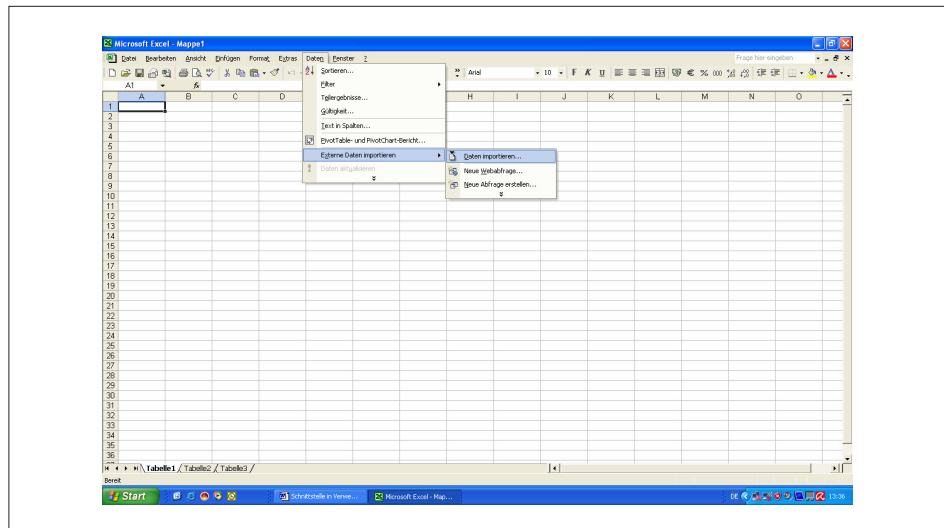 Microsoft Excel - Mappe1
Datei Bearbeiten Ansicht Einfügen Format Extras Daten Fenster ? Frage hier eingeben
Arial 10 F K U € % 000
A1 fx
A B C D H I J K L M N O
Sortieren...
Filter
Teilergebnisse...
Gültigkeit...
Text in Spalten...
PivotTable- und PivotChart-Bericht...
Externe Daten importieren
Daten aktualisieren
Daten importieren...
Neue Webabfrage...
Neue Abfrage erstellen...
1
2
3
4
5
6
7
8
9
10
11
12
13
14
15
16
17
18
19
20
21
22
23
24
25
26
27
28
29
30
31
32
33
34
35
36
Tabelle1 / Tabelle2 / Tabelle3 /
Bereit
Start Schnittstelle in Verwe... Microsoft Excel - Map... DE 13:36